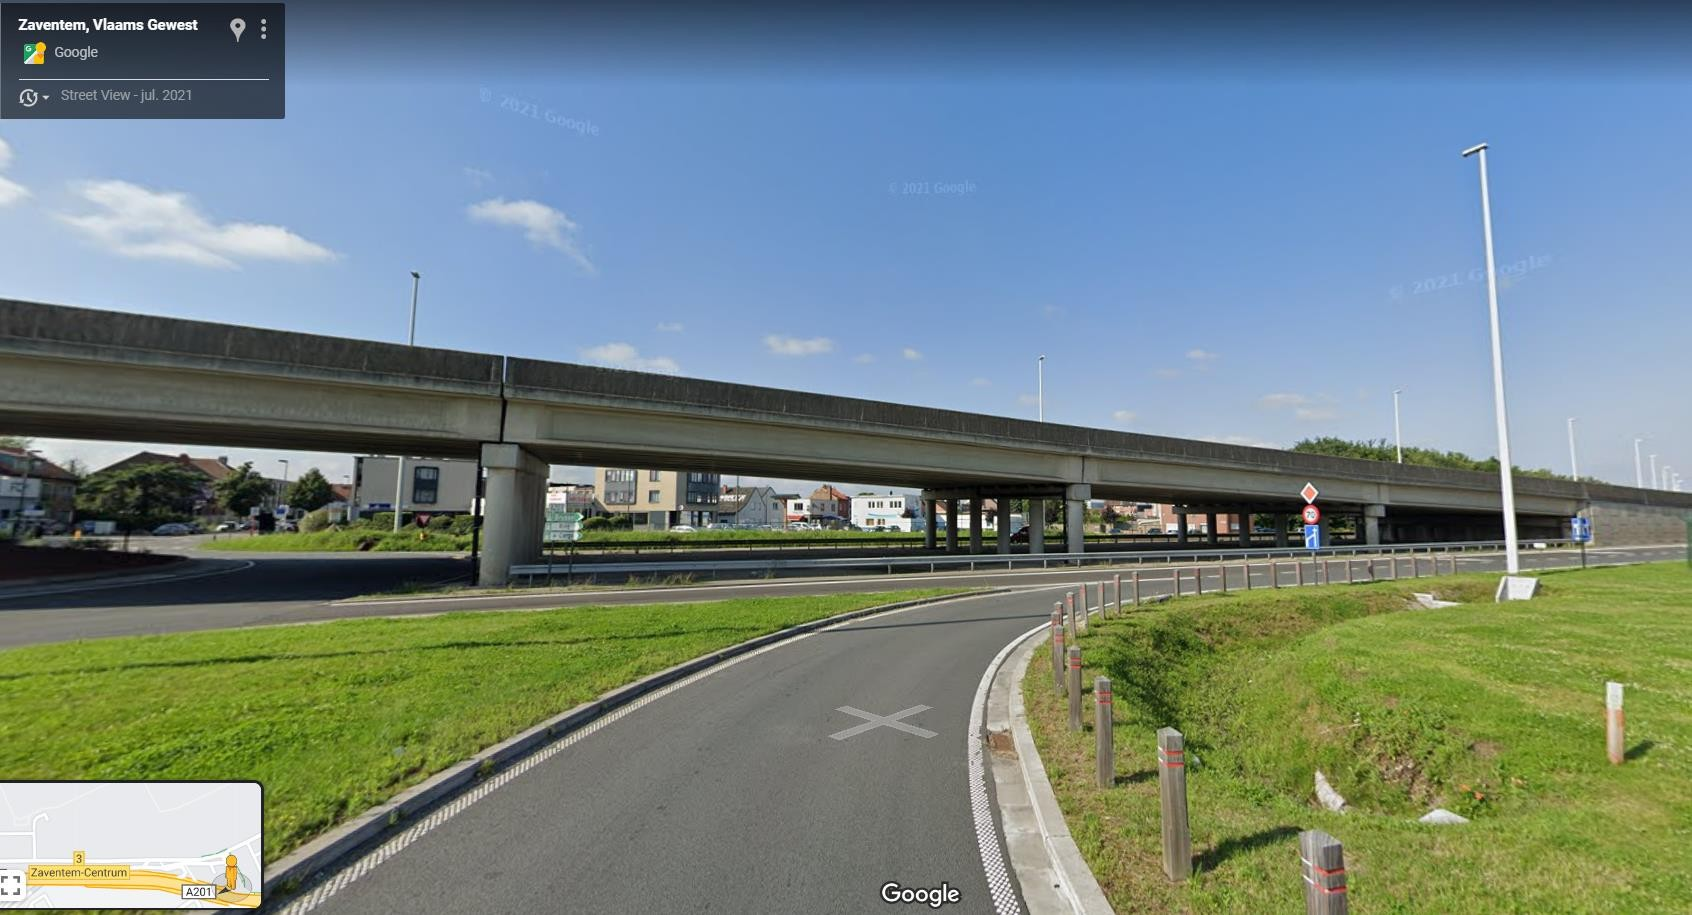 Zaventem, Vlaams Gewest
Google
Street View - jul. 2021
© 2021 Google
© 2021 Google
© 2021 Google
70
3
Zaventem-Centrum
A201
Google